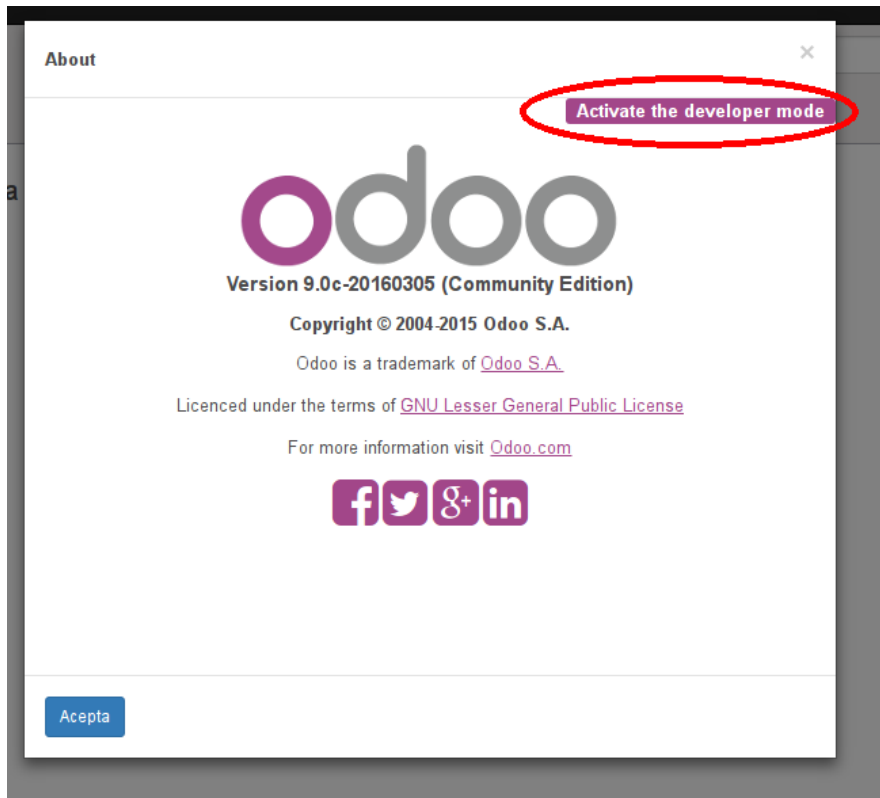 About
×
Activate the developer mode
a
odoo
Version 9.0c-20160305 (Community Edition)
Copyright © 2004-2015 Odoo S.A.
Odoo is a trademark of Odoo S.A.
Licenced under the terms of GNU Lesser General Public License
For more information visit Odoo.com
f g+ in
Acepta